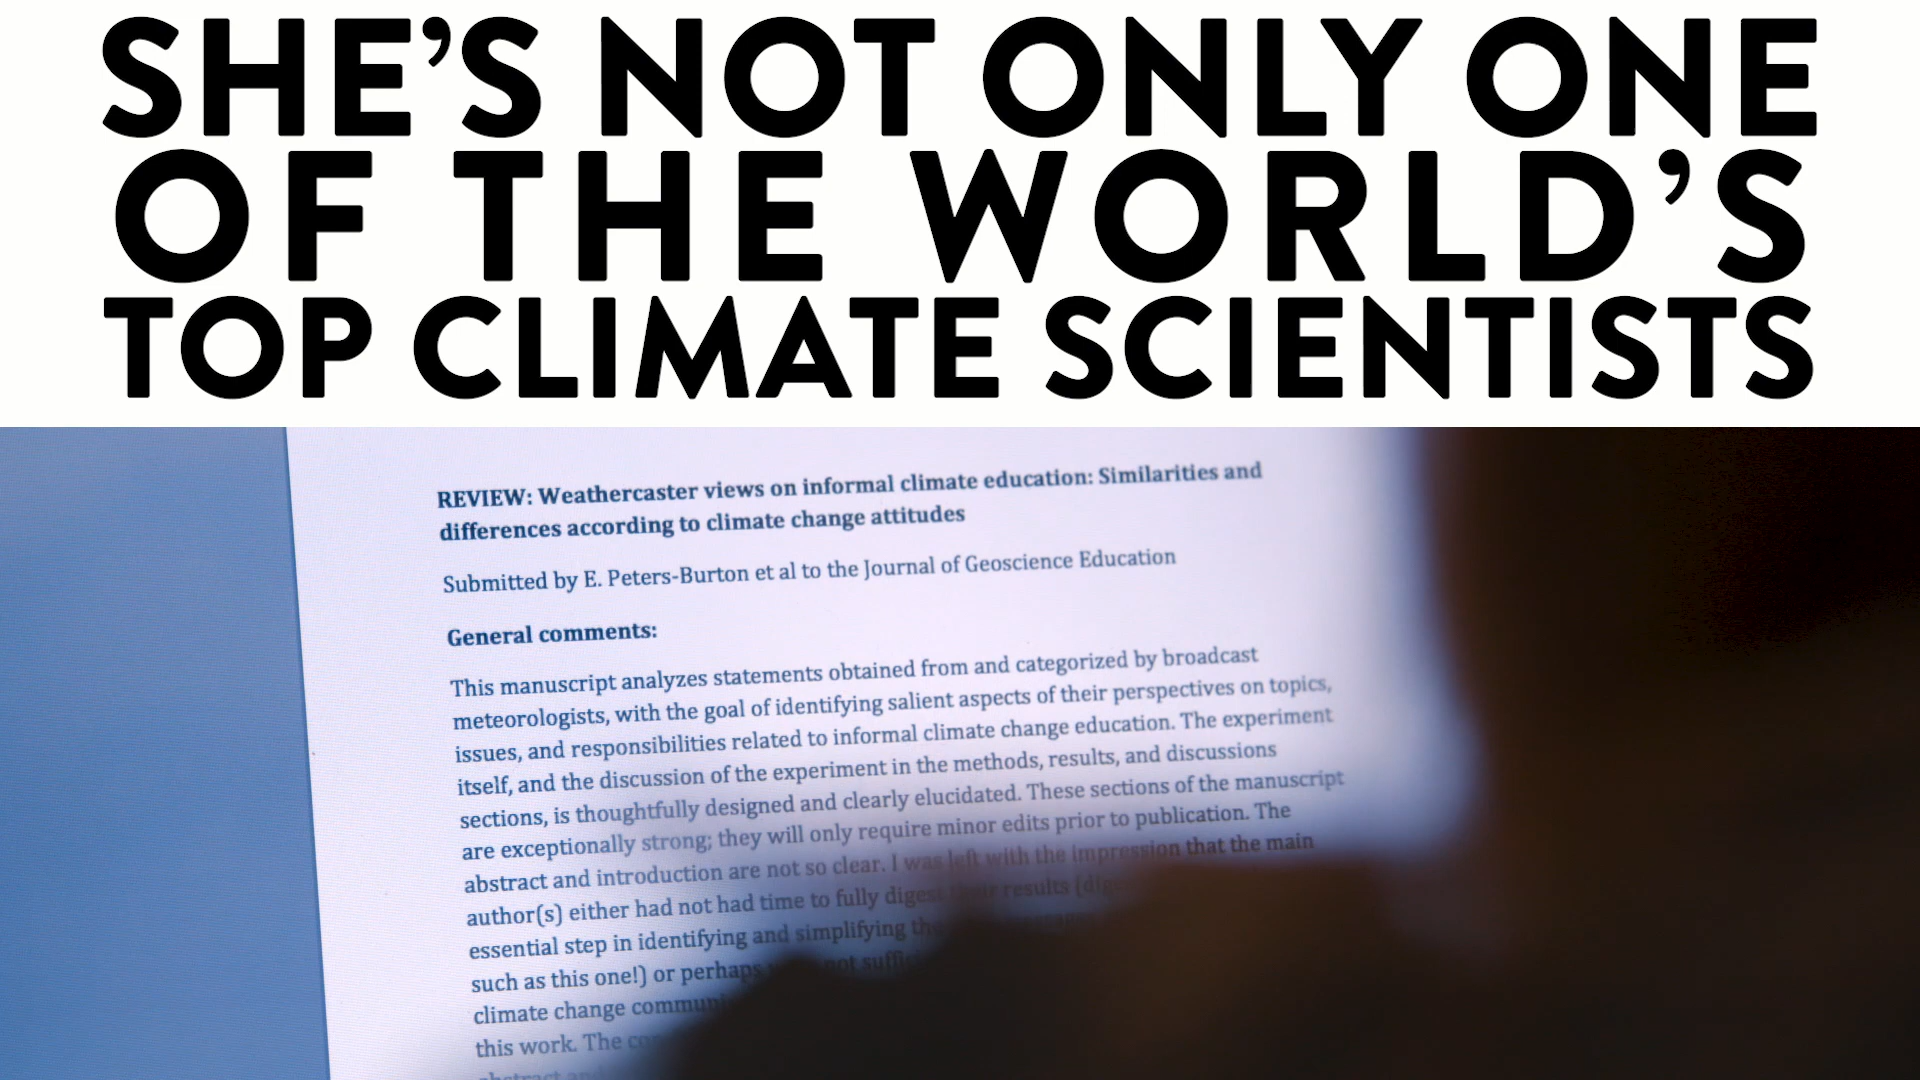 SHE’S NOT ONLY ONE
OF THE WORLD’S
TOP CLIMATE SCIENTISTS
REVIEW: Weathercaster views on informal climate education: Similarities and
differences according to climate change attitudes
Submitted by E. Peters-Burton et al to the Journal of Geoscience Education
General comments:
This manuscript analyzes statements obtained from and categorized by broadcast
meteorologists, with the goal of identifying salient aspects of their perspectives on topics,
issues, and responsibilities related to informal climate change education. The experiment
itself, and the discussion of the experiment in the methods, results, and discussions
sections, is thoughtfully designed and clearly elucidated. These sections of the manuscript
are exceptionally strong; they will only require minor edits prior to publication. The
abstract and introduction are not so clear. I was left with the impression that the main
author(s) either had not had time to fully digest their results
essential step in identifying and simplifying the
such as this one!) or perhaps not
climate change
this work. The
abstract and